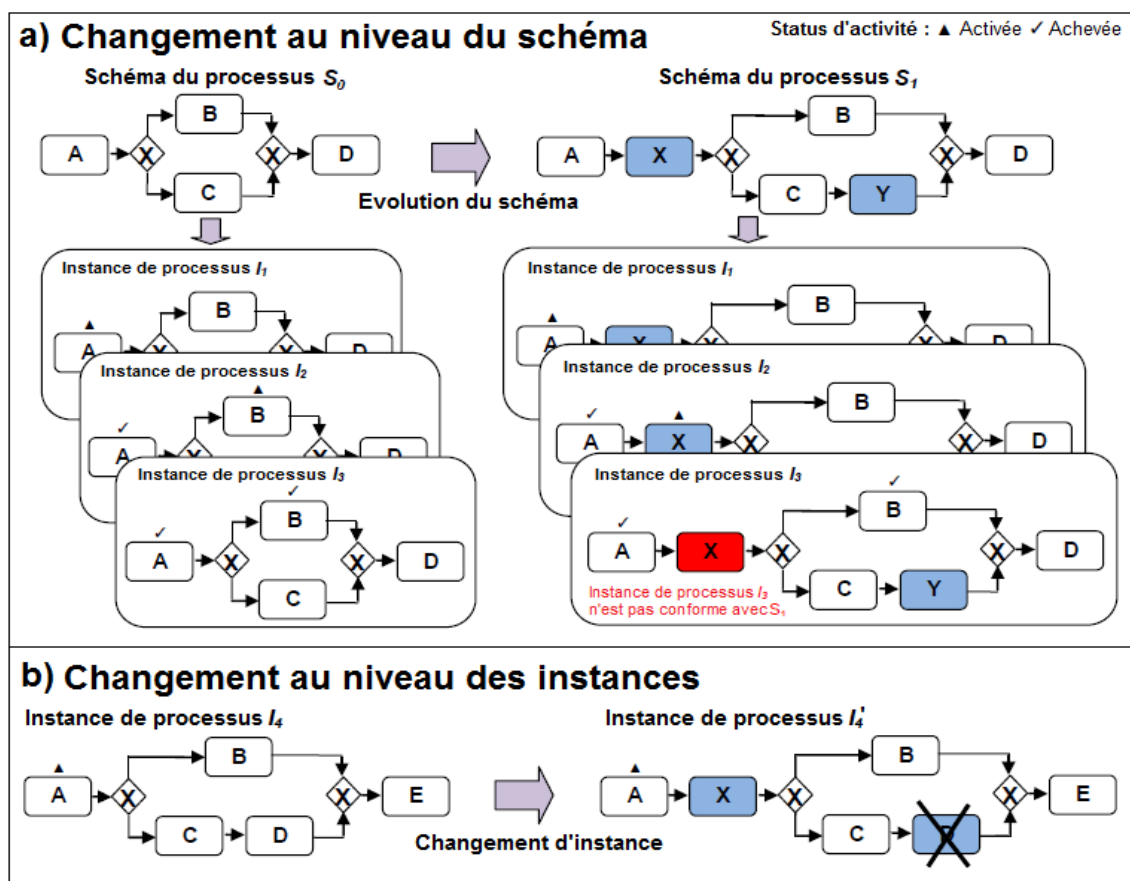 a) Changement au niveau du schéma
Status d'activité : ▲ Activée ✓ Achevée
Schéma du processus S0
B
A
X
X
D
C
Evolution du schéma
Schéma du processus S1
B
A
X
X
X
D
C
Y
Instance de processus I1
▲
B
A
X
X
D
Instance de processus I2
▲
✓
B
A
X
X
D
Instance de processus I3
✓
✓
B
A
X
X
D
C
Instance de processus I1
▲
B
A
X
X
X
D
Instance de processus I2
✓
▲
B
A
X
X
X
D
Instance de processus I3
✓
✓
B
A
X
X
X
D
C
Y
Instance de processus I3
n'est pas conforme avec S1
b) Changement au niveau des instances
Instance de processus I4
▲
B
A
X
X
E
C
D
Changement d'instance
Instance de processus I4'
▲
B
A
X
X
X
E
C
D